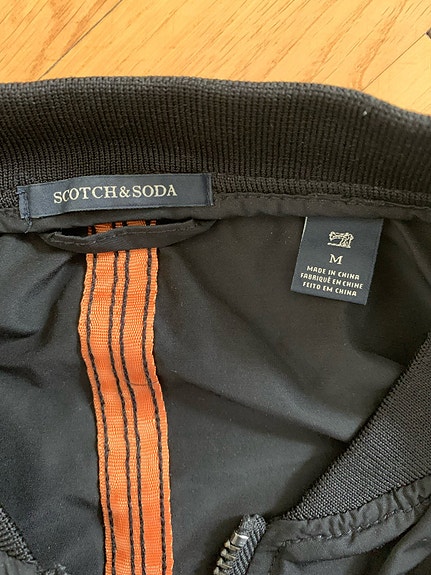 SCOTCH&SODA
M
MADE IN CHINA
FABRIQUÉ EN CHINE
FEITO EM CHINA